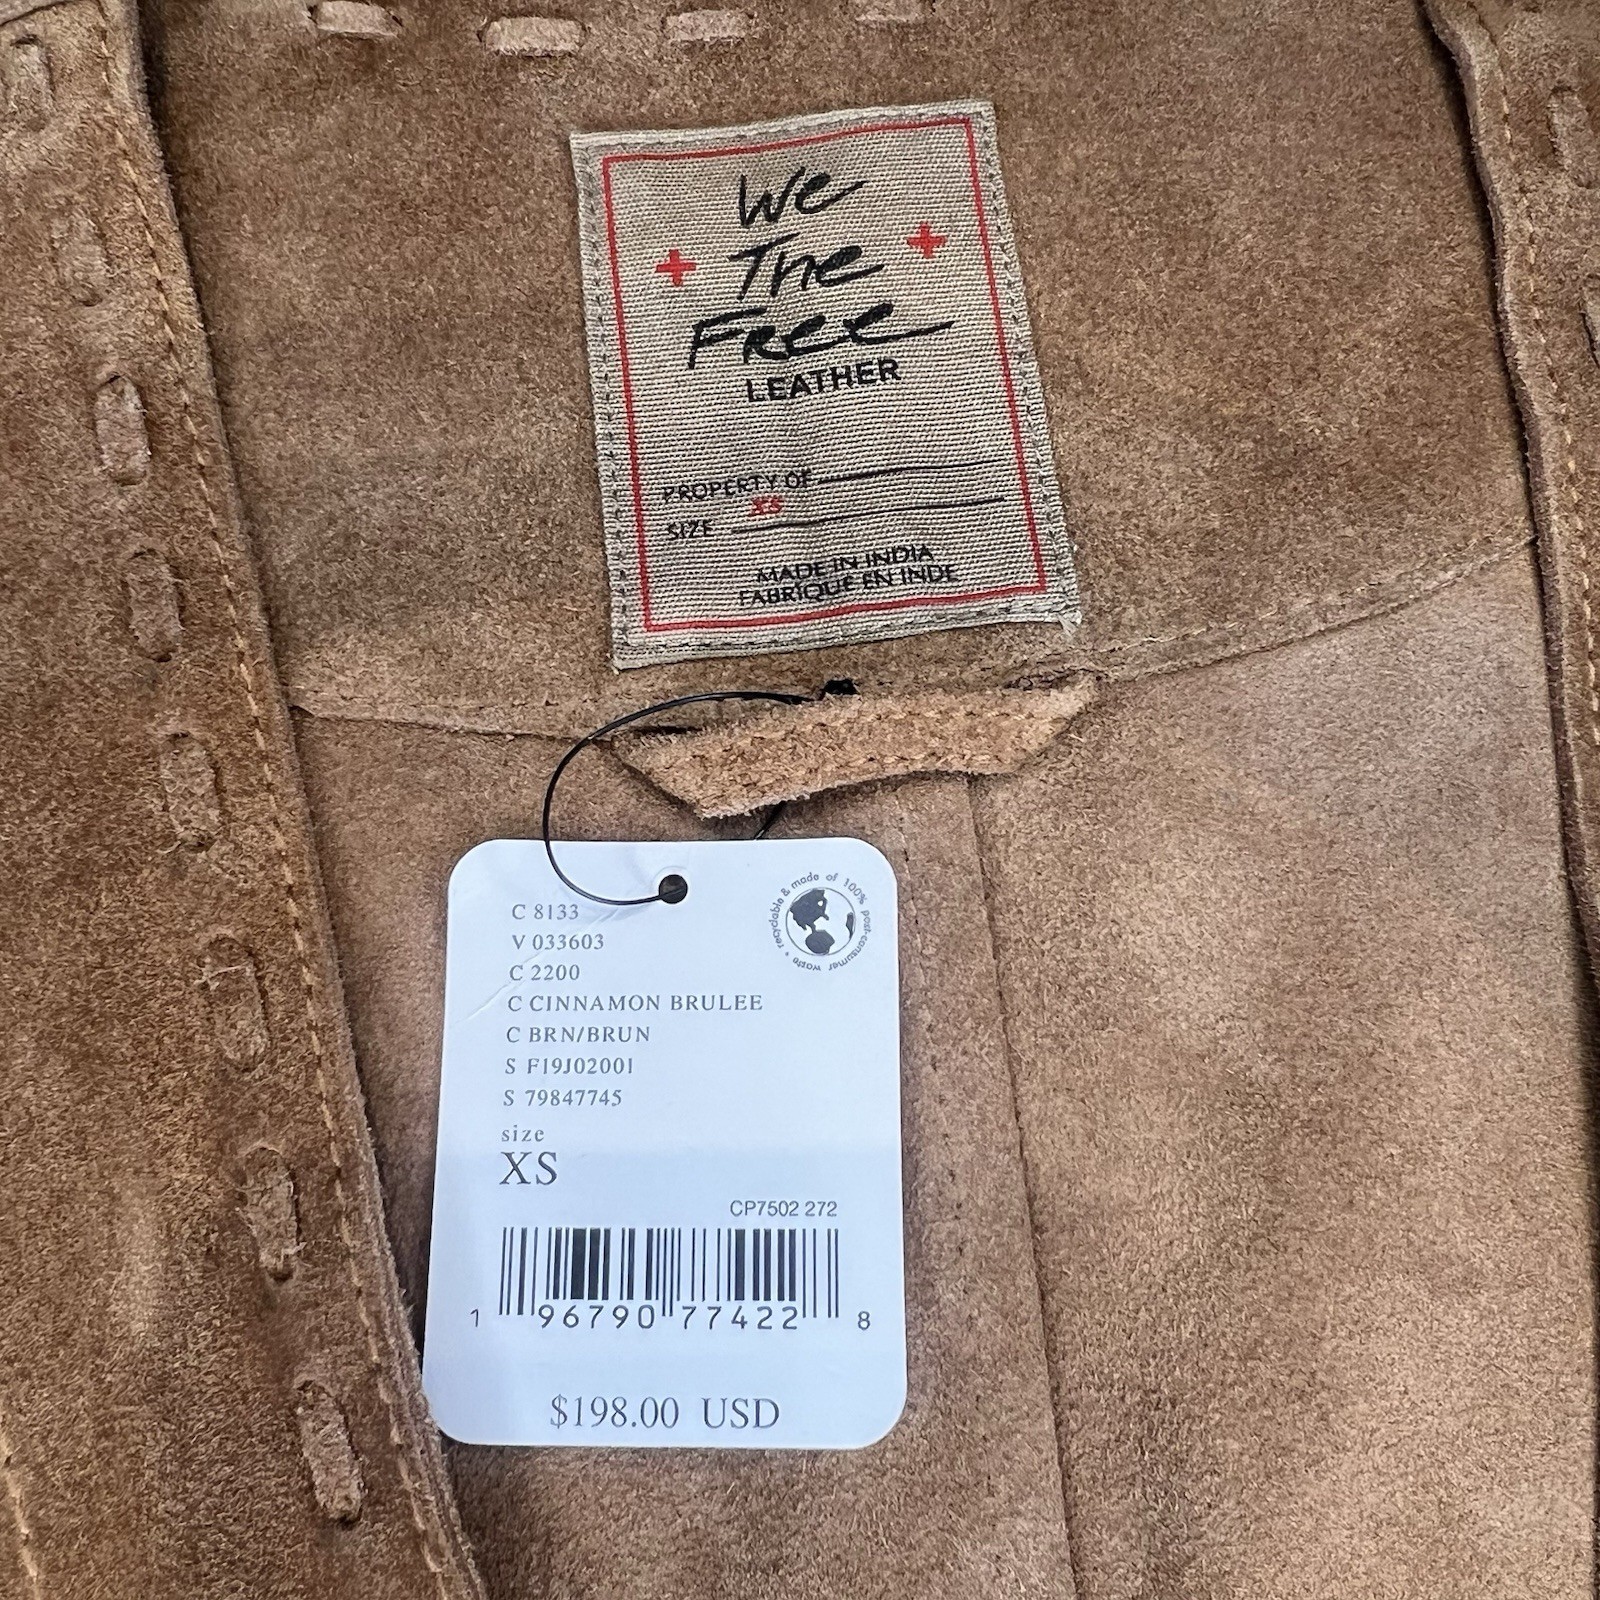 We
The
Free
LEATHER
PROPERTY OF
XS
SIZE
MADE IN INDIA
FABRIQUÉ EN INDE
recyclable & made of 100% post-consumer waste •
C 8133
V 033603
C 2200
C CINNAMON BRULEE
C BRN/BRUN
S F19J02001
S 79847745
size
XS
CP7502 272
1 96790 77422 8
$198.00 USD